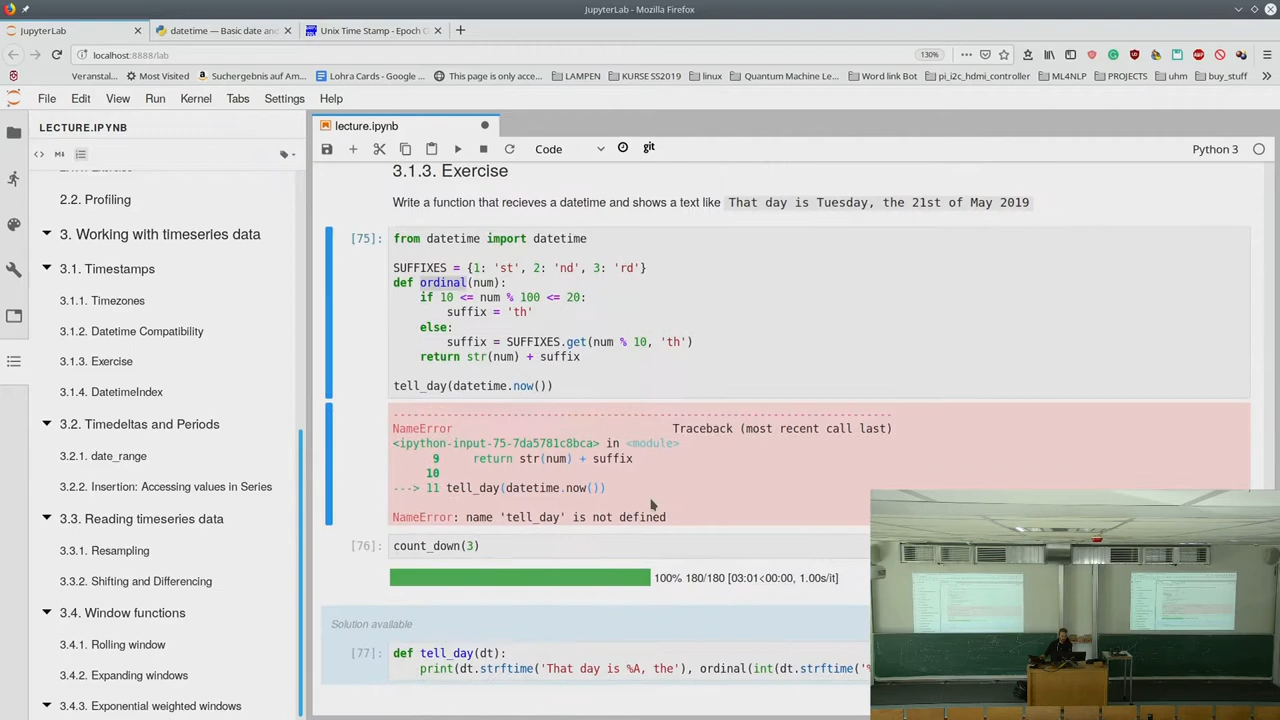 JupyterLab - Mozilla Firefox
JupyterLab
datetime — Basic date and
Unix Time Stamp - Epoch C
localhost:8888/lab
130%
Veranstal...
Most Visited
Suchergebnis auf Am...
Lohra Cards - Google ...
This page is only acce...
LAMPEN
KURSE SS2019
linux
Quantum Machine Le...
Word link Bot
pi_i2c_hdmi_controller
ML4NLP
PROJECTS
uhm
buy_stuff
File Edit View Run Kernel Tabs Settings Help
LECTURE.IPYNB
2.2. Profiling
3. Working with timeseries data
3.1. Timestamps
3.1.1. Timezones
3.1.2. Datetime Compatibility
3.1.3. Exercise
3.1.4. DatetimeIndex
3.2. Timedeltas and Periods
3.2.1. date_range
3.2.2. Insertion: Accessing values in Series
3.3. Reading timeseries data
3.3.1. Resampling
3.3.2. Shifting and Differencing
3.4. Window functions
3.4.1. Rolling window
3.4.2. Expanding windows
3.4.3. Exponential weighted windows
lecture.ipynb
Code
git
Python 3
3.1.3. Exercise
Write a function that recieves a datetime and shows a text like That day is Tuesday, the 21st of May 2019
[75]: from datetime import datetime
SUFFIXES = {1: 'st', 2: 'nd', 3: 'rd'}
def ordinal(num):
if 10 <= num % 100 <= 20:
suffix = 'th'
else:
suffix = SUFFIXES.get(num % 10, 'th')
return str(num) + suffix
tell_day(datetime.now())
---------------------------------------------------------------------------
NameError Traceback (most recent call last)
<ipython-input-75-7da5781c8bca> in <module>
9 return str(num) + suffix
10
---> 11 tell_day(datetime.now())
NameError: name 'tell_day' is not defined
[76]: count_down(3)
100% 180/180 [03:01<00:00, 1.00s/it]
Solution available
[77]: def tell_day(dt):
print(dt.strftime('That day is %A, the'), ordinal(int(dt.strftime('%